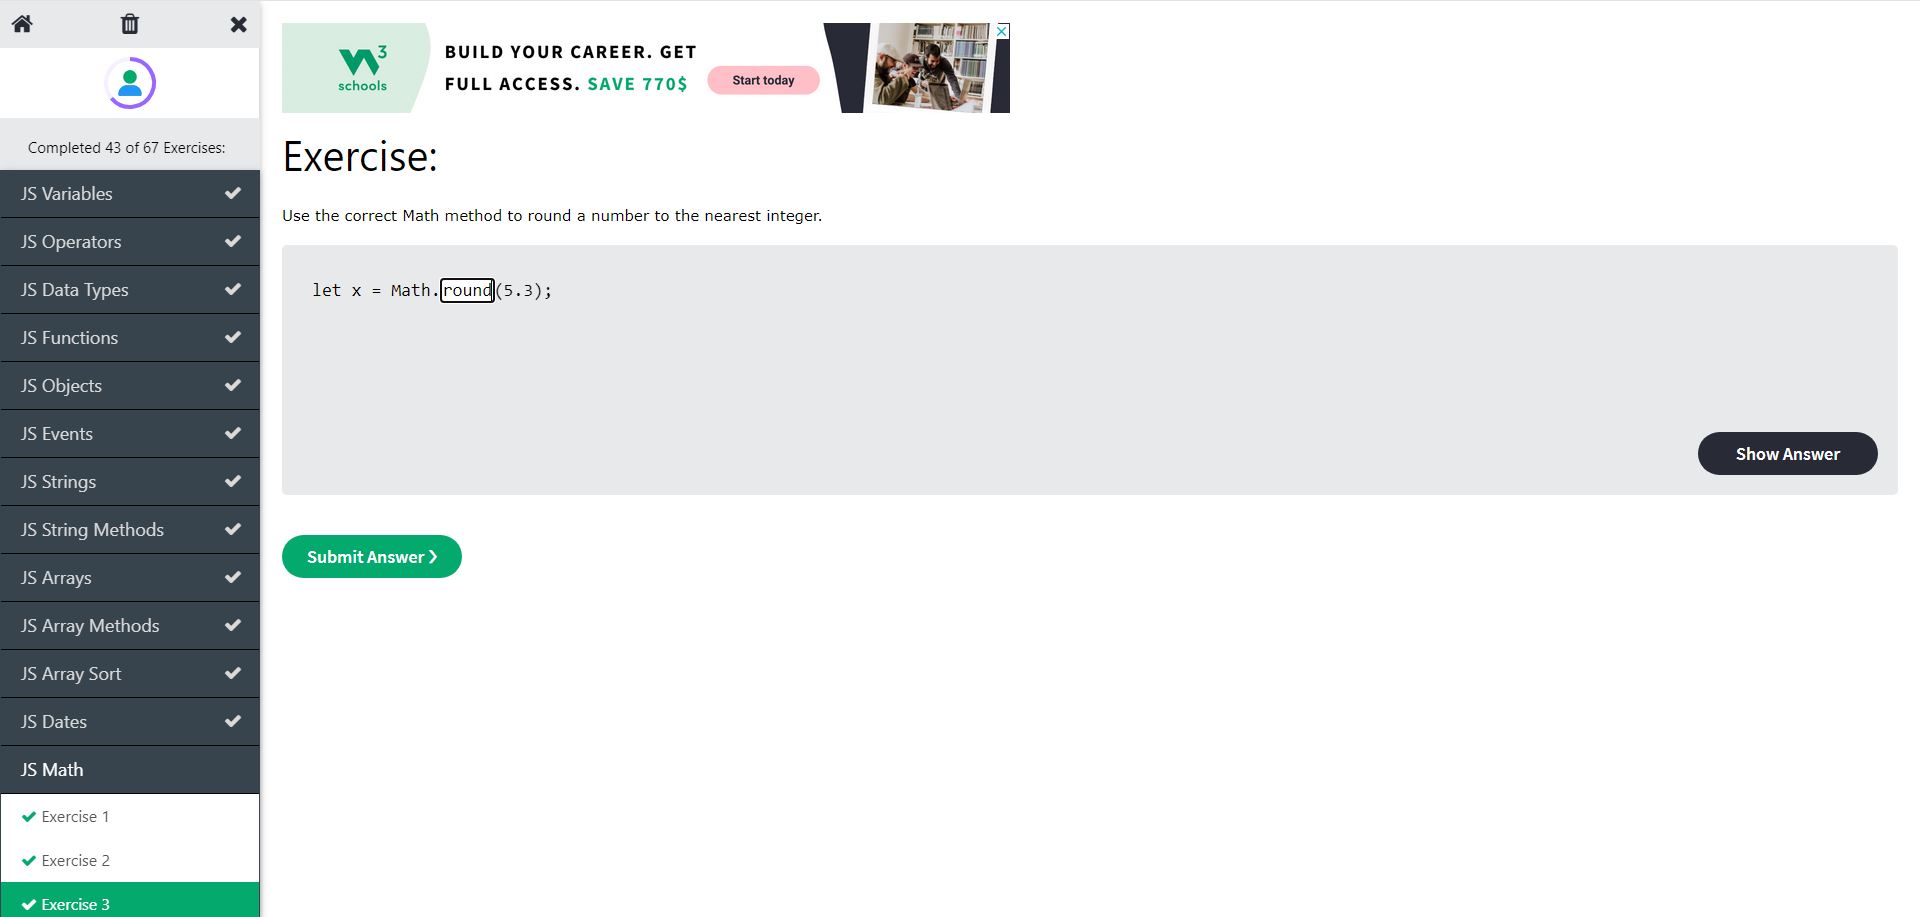 Completed 43 of 67 Exercises:
JS Variables
JS Operators
JS Data Types
JS Functions
JS Objects
JS Events
JS Strings
JS String Methods
JS Arrays
JS Array Methods
JS Array Sort
JS Dates
JS Math
Exercise 1
Exercise 2
Exercise 3
w3
schools
BUILD YOUR CAREER. GET
FULL ACCESS. SAVE 770$
Start today
Exercise:
Use the correct Math method to round a number to the nearest integer.
let x = Math.round(5.3);
Show Answer
Submit Answer ❯